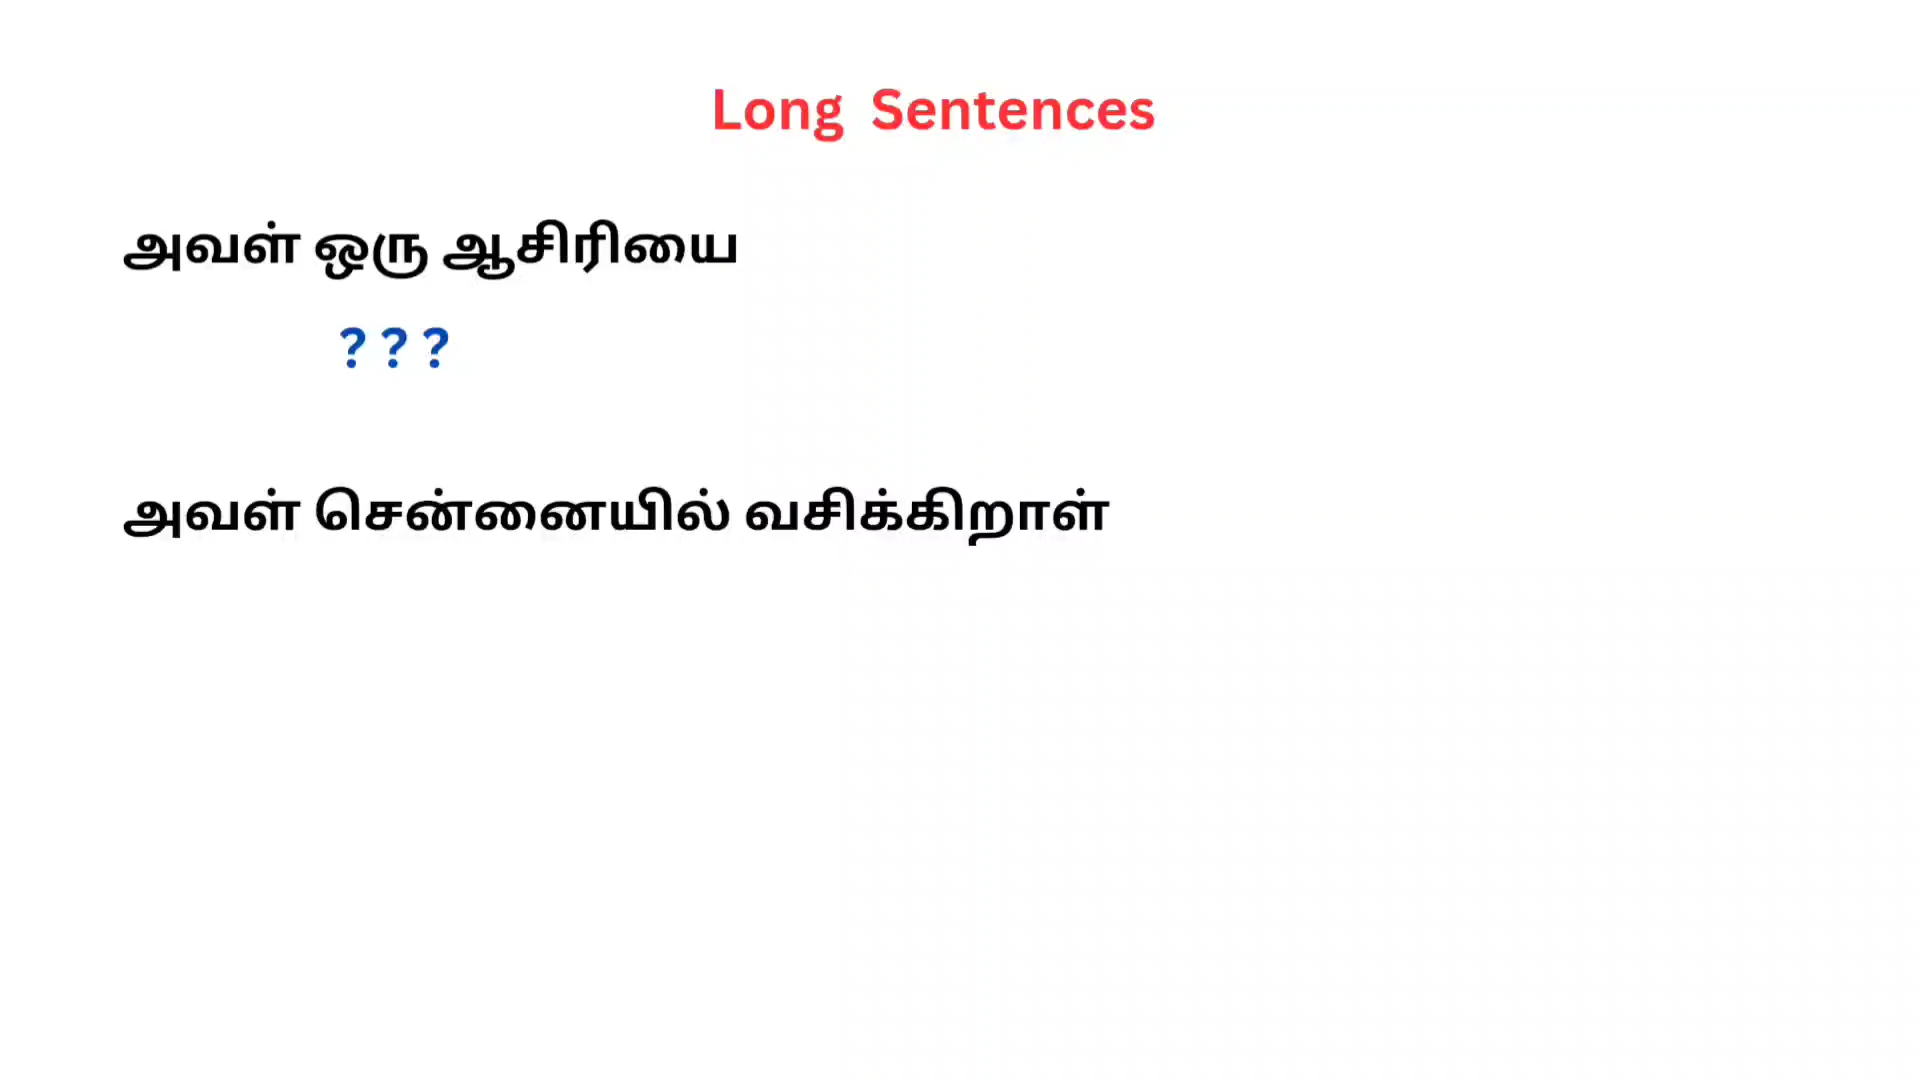 Long Sentences
அவள் ஒரு ஆசிரியை
? ? ?
அவள் சென்னையில் வசிக்கிறாள்